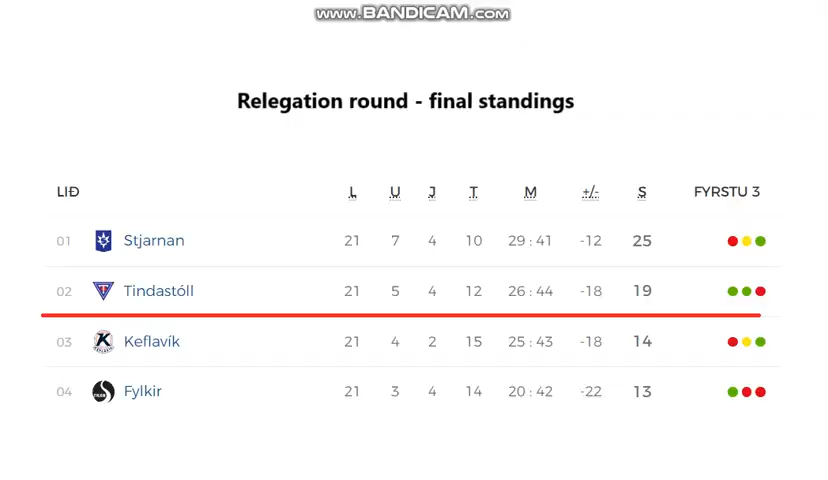 www.BANDICAM.com
Relegation round - final standings
LIÐ L U J T M +/- S FYRSTU 3
01 Stjarnan 21 7 4 10 29 : 41 -12 25
02 Tindastóll 21 5 4 12 26 : 44 -18 19
03 Keflavík 21 4 2 15 25 : 43 -18 14
04 Fylkir 21 3 4 14 20 : 42 -22 13